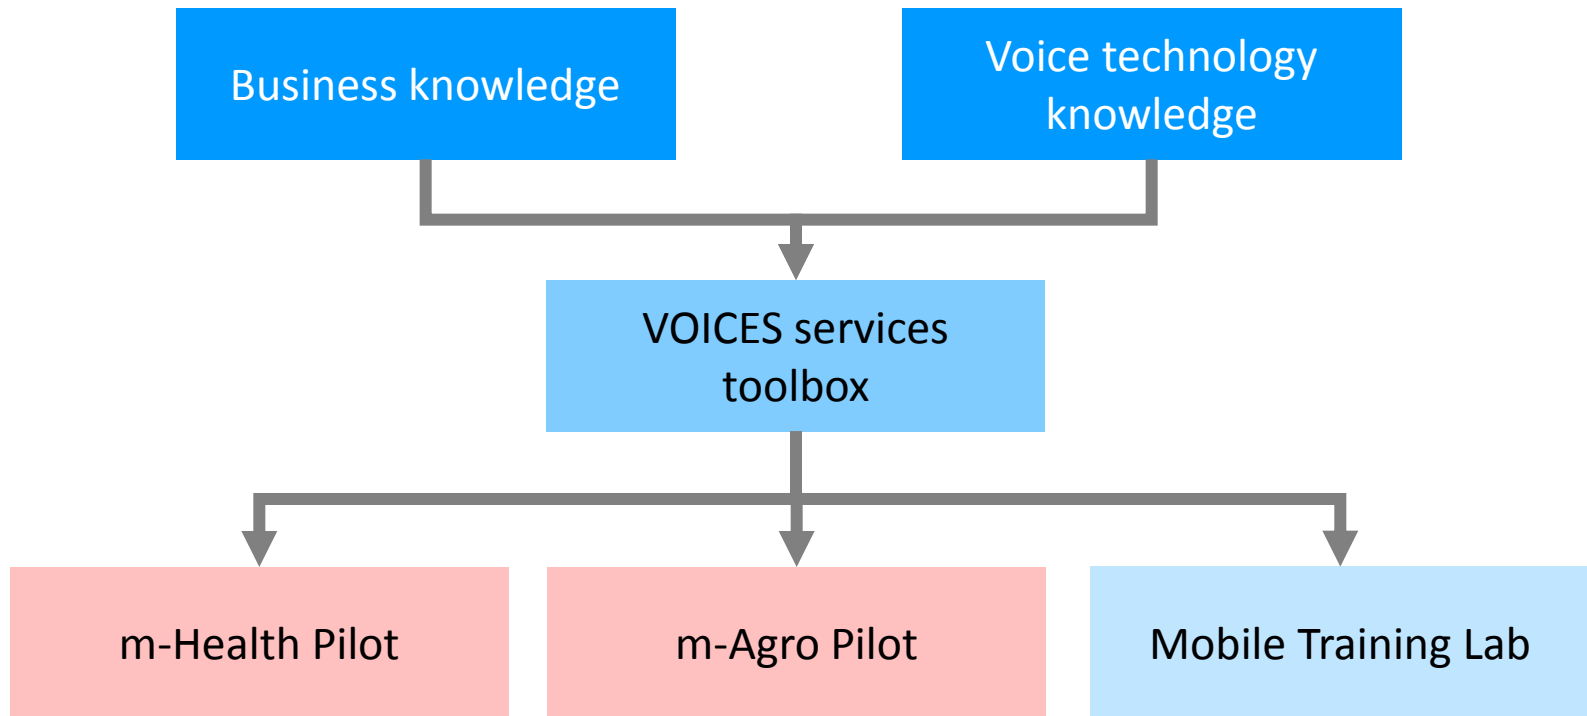 Business knowledge
Voice technology
knowledge
VOICES services
toolbox
m-Health Pilot
m-Agro Pilot
Mobile Training Lab